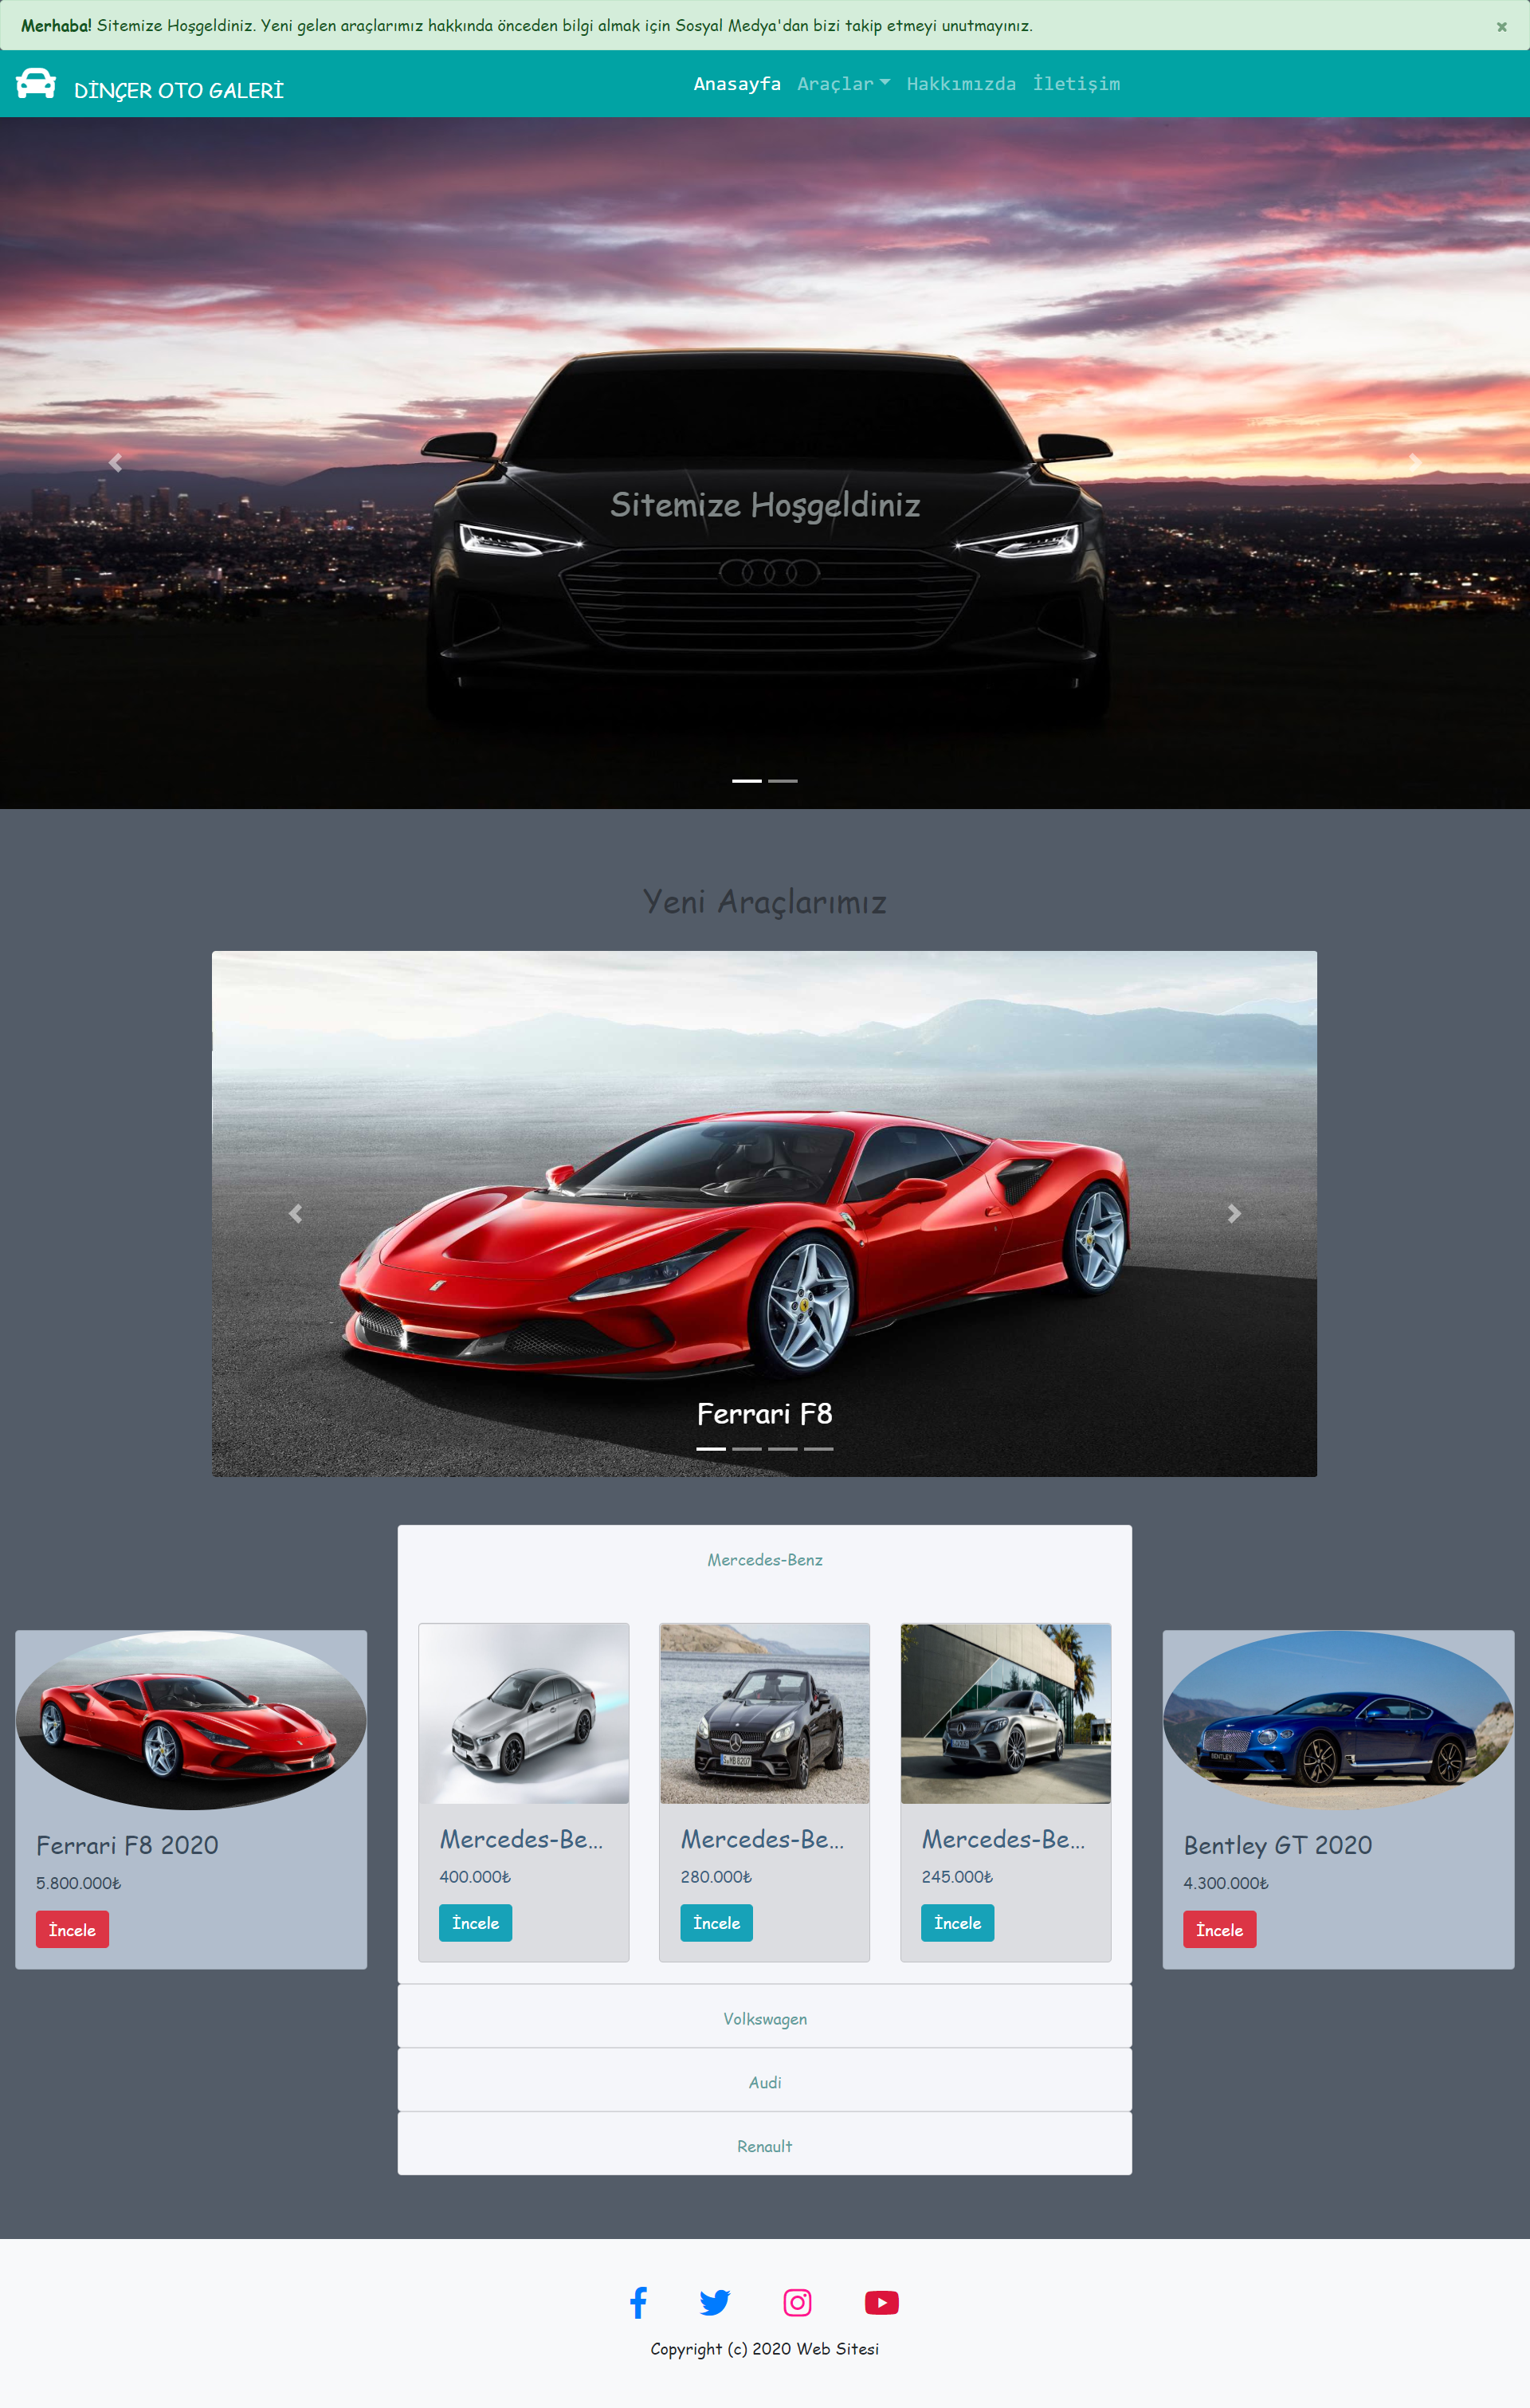 Merhaba! Sitemize Hoşgeldiniz. Yeni gelen araçlarımız hakkında önceden bilgi almak için Sosyal Medya'dan bizi takip etmeyi unutmayınız.
×
DİNÇER OTO GALERİ
Anasayfa Araçlar Hakkımızda İletişim
Sitemize Hoşgeldiniz
Yeni Araçlarımız
Ferrari F8
Mercedes-Benz
Ferrari F8 2020
5.800.000₺
İncele
Mercedes-Be...
400.000₺
İncele
Mercedes-Be...
280.000₺
İncele
Mercedes-Be...
245.000₺
İncele
BENTLEY
Bentley GT 2020
4.300.000₺
İncele
Volkswagen
Audi
Renault
Copyright (c) 2020 Web Sitesi